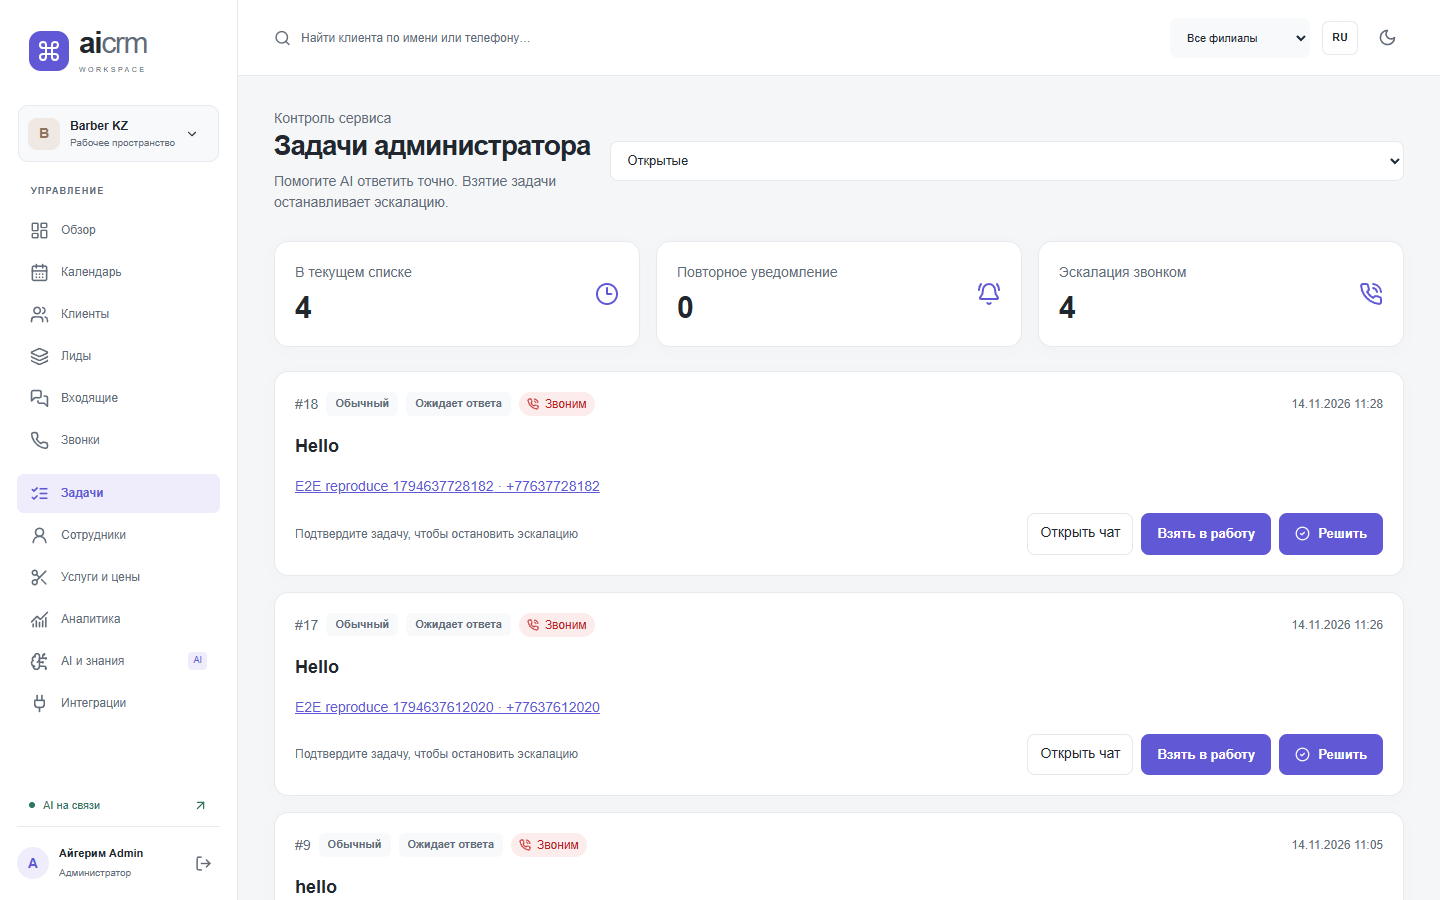 aicrm
WORKSPACE
B
Barber KZ
Рабочее пространство
УПРАВЛЕНИЕ
Обзор
Календарь
Клиенты
Лиды
Входящие
Звонки
Задачи
Сотрудники
Услуги и цены
Аналитика
AI и знания
AI
Интеграции
AI на связи
A
Айгерим Admin
Администратор
Найти клиента по имени или телефону...
Все филиалы
RU
Контроль сервиса
Задачи администратора
Помогите AI ответить точно. Взятие задачи
останавливает эскалацию.
Открытые
В текущем списке
4
Повторное уведомление
0
Эскалация звонком
4
#18 Обычный Ожидает ответа Звоним 14.11.2026 11:28
Hello
E2E reproduce 1794637728182 · +77637728182
Подтвердите задачу, чтобы остановить эскалацию
Открыть чат Взять в работу Решить
#17 Обычный Ожидает ответа Звоним 14.11.2026 11:26
Hello
E2E reproduce 1794637612020 · +77637612020
Подтвердите задачу, чтобы остановить эскалацию
Открыть чат Взять в работу Решить
#9 Обычный Ожидает ответа Звоним 14.11.2026 11:05
hello